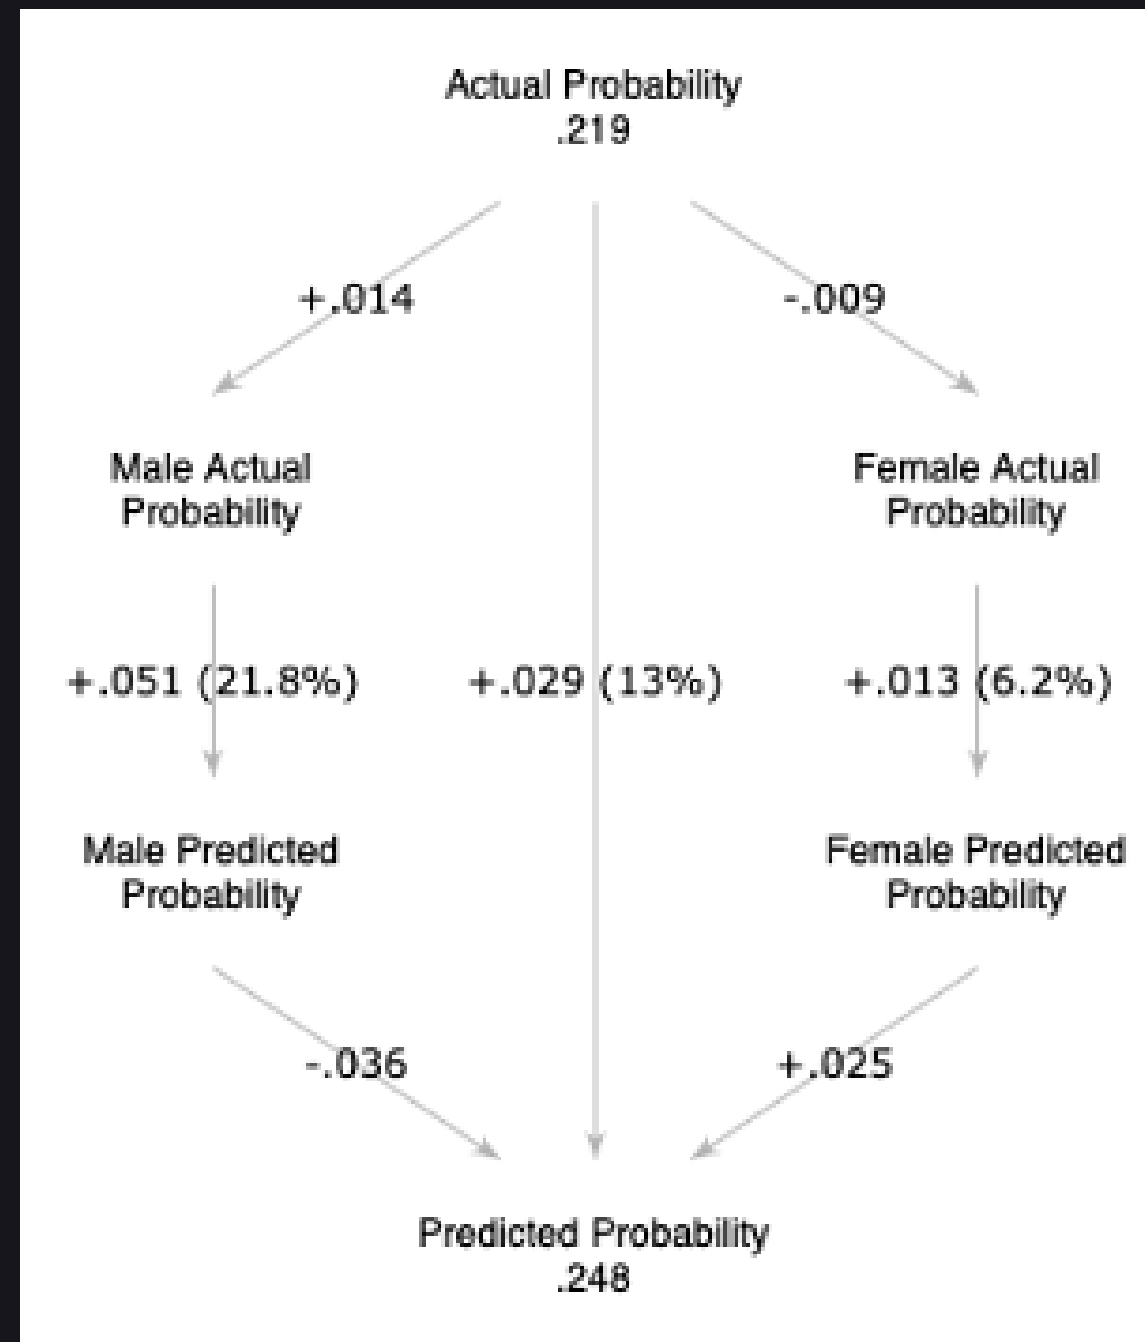 Actual Probability
.219
+.014
-.009
Male Actual
Probability
Female Actual
Probability
+.051 (21.8%)
+.029 (13%)
+.013 (6.2%)
Male Predicted
Probability
Female Predicted
Probability
-.036
+.025
Predicted Probability
.248